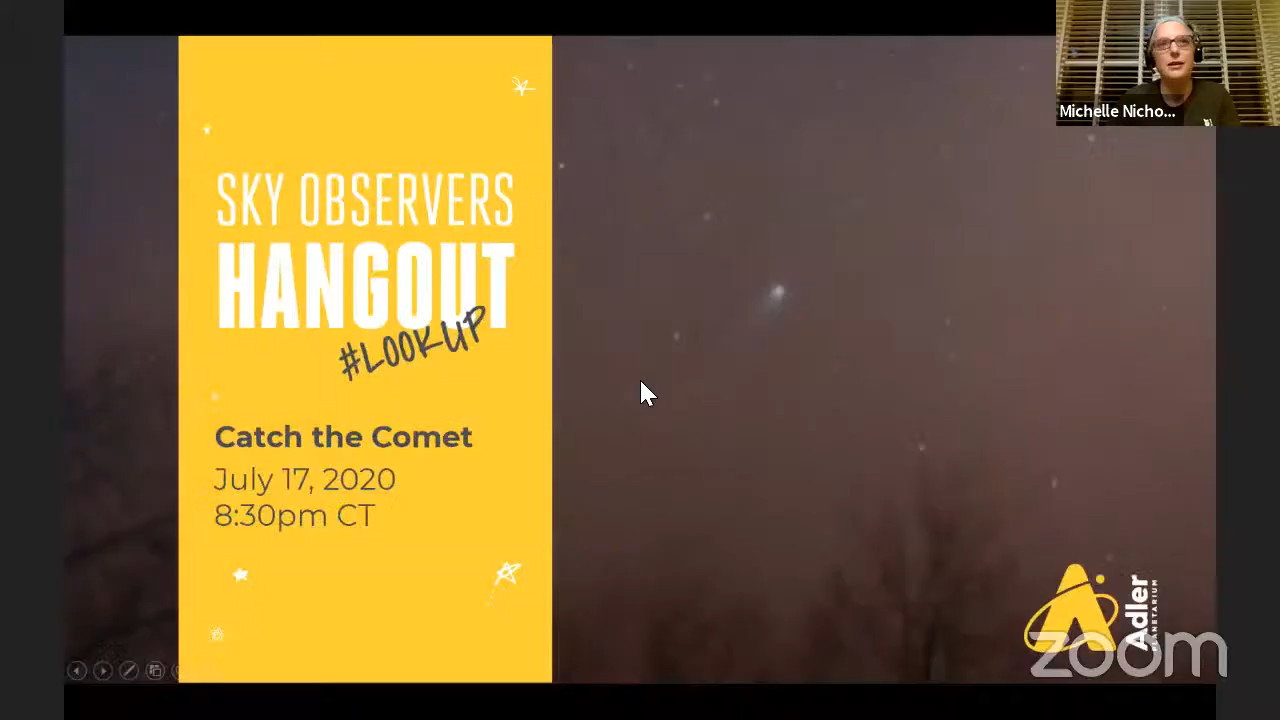 SKY OBSERVERS
HANGOUT
#LOOKUP
Catch the Comet
July 17, 2020
8:30pm CT
Michelle Nicho...
Adler
PLANETARIUM
zoom